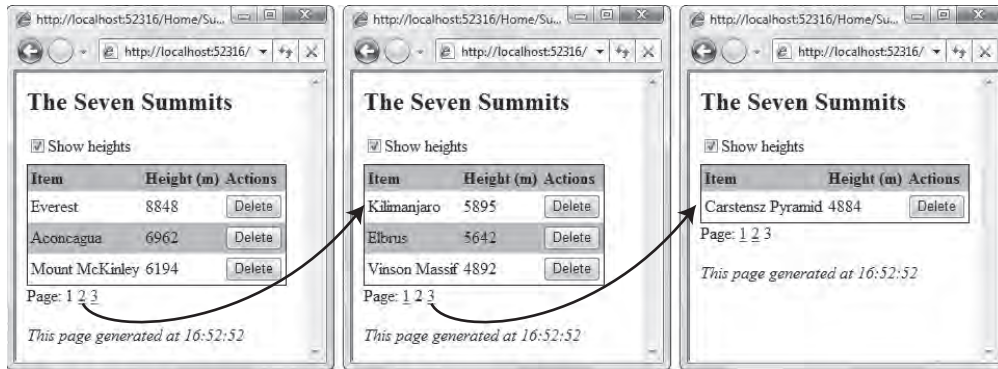 http://localhost:52316/Home/Su...
http://localhost:52316/
The Seven Summits
Show heights
Item Height (m) Actions
Everest 8848 Delete
Aconcagua 6962 Delete
Mount McKinley 6194 Delete
Page: 1 2 3
This page generated at 16:52:52
http://localhost:52316/Home/Su...
http://localhost:52316/
The Seven Summits
Show heights
Item Height (m) Actions
Kilimanjaro 5895 Delete
Elbrus 5642 Delete
Vinson Massif 4892 Delete
Page: 1 2 3
This page generated at 16:52:52
http://localhost:52316/Home/Su...
http://localhost:52316/
The Seven Summits
Show heights
Item Height (m) Actions
Carstensz Pyramid 4884 Delete
Page: 1 2 3
This page generated at 16:52:52